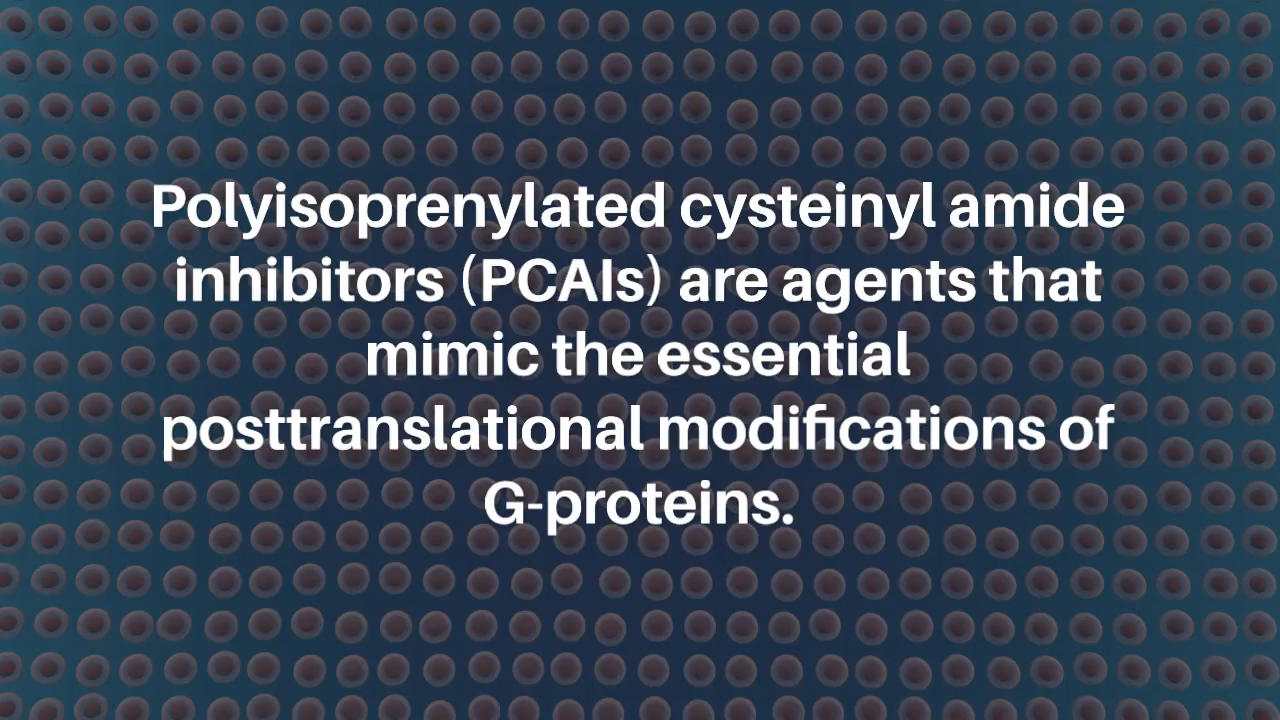 Polyisoprenylated cysteinyl amide
inhibitors (PCAIs) are agents that
mimic the essential
posttranslational modifications of
G-proteins.